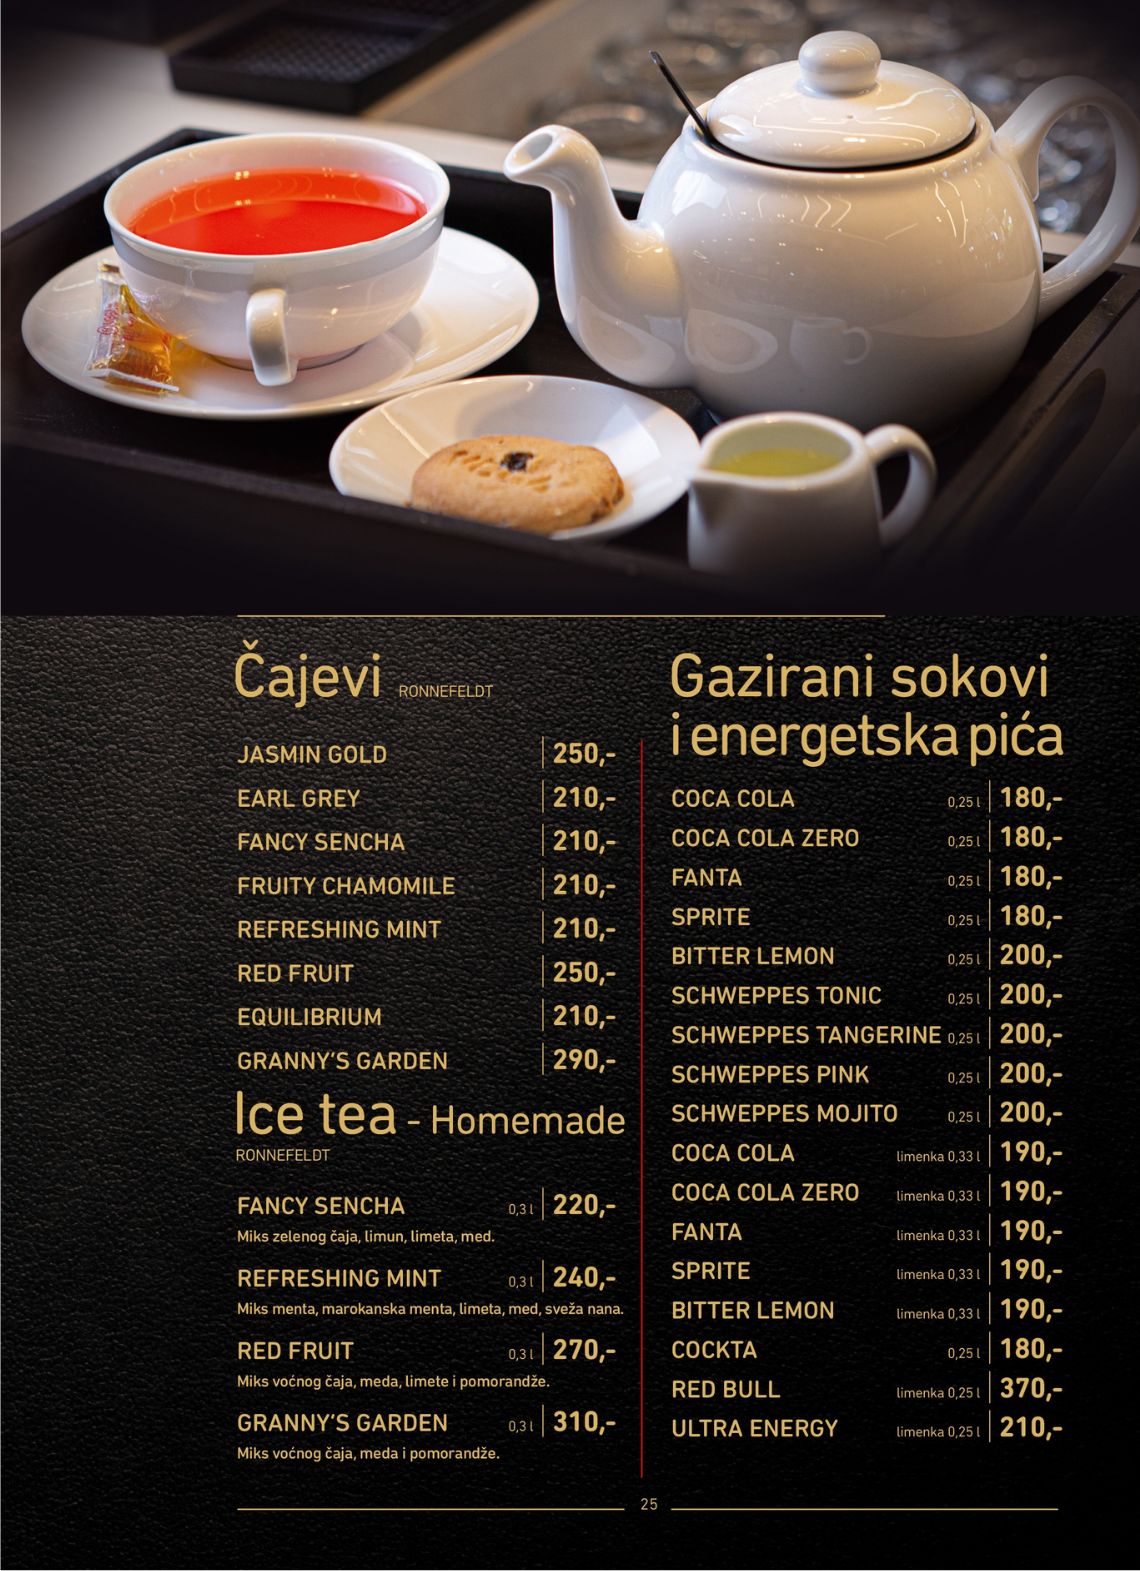 Čajevi RONNEFELDT
JASMIN GOLD 250,-
EARL GREY 210,-
FANCY SENCHA 210,-
FRUITY CHAMOMILE 210,-
REFRESHING MINT 210,-
RED FRUIT 250,-
EQUILIBRIUM 210,-
GRANNY'S GARDEN 290,-
Ice tea - Homemade
RONNEFELDT
FANCY SENCHA 0,3 l 220,-
Miks zelenog čaja, limun, limeta, med.
REFRESHING MINT 0,3 l 240,-
Miks menta, marokanska menta, limeta, med, sveža nana.
RED FRUIT 0,3 l 270,-
Miks voćnog čaja, meda, limete i pomorandže.
GRANNY'S GARDEN 0,3 l 310,-
Miks voćnog čaja, meda i pomorandže.
Gazirani sokovi
i energetska pića
COCA COLA 0,25 l 180,-
COCA COLA ZERO 0,25 l 180,-
FANTA 0,25 l 180,-
SPRITE 0,25 l 180,-
BITTER LEMON 0,25 l 200,-
SCHWEPPES TONIC 0,25 l 200,-
SCHWEPPES TANGERINE 0,25 l 200,-
SCHWEPPES PINK 0,25 l 200,-
SCHWEPPES MOJITO 0,25 l 200,-
COCA COLA limenka 0,33 l 190,-
COCA COLA ZERO limenka 0,33 l 190,-
FANTA limenka 0,33 l 190,-
SPRITE limenka 0,33 l 190,-
BITTER LEMON limenka 0,33 l 190,-
COCKTA 0,25 l 180,-
RED BULL limenka 0,25 l 370,-
ULTRA ENERGY limenka 0,25 l 210,-
25